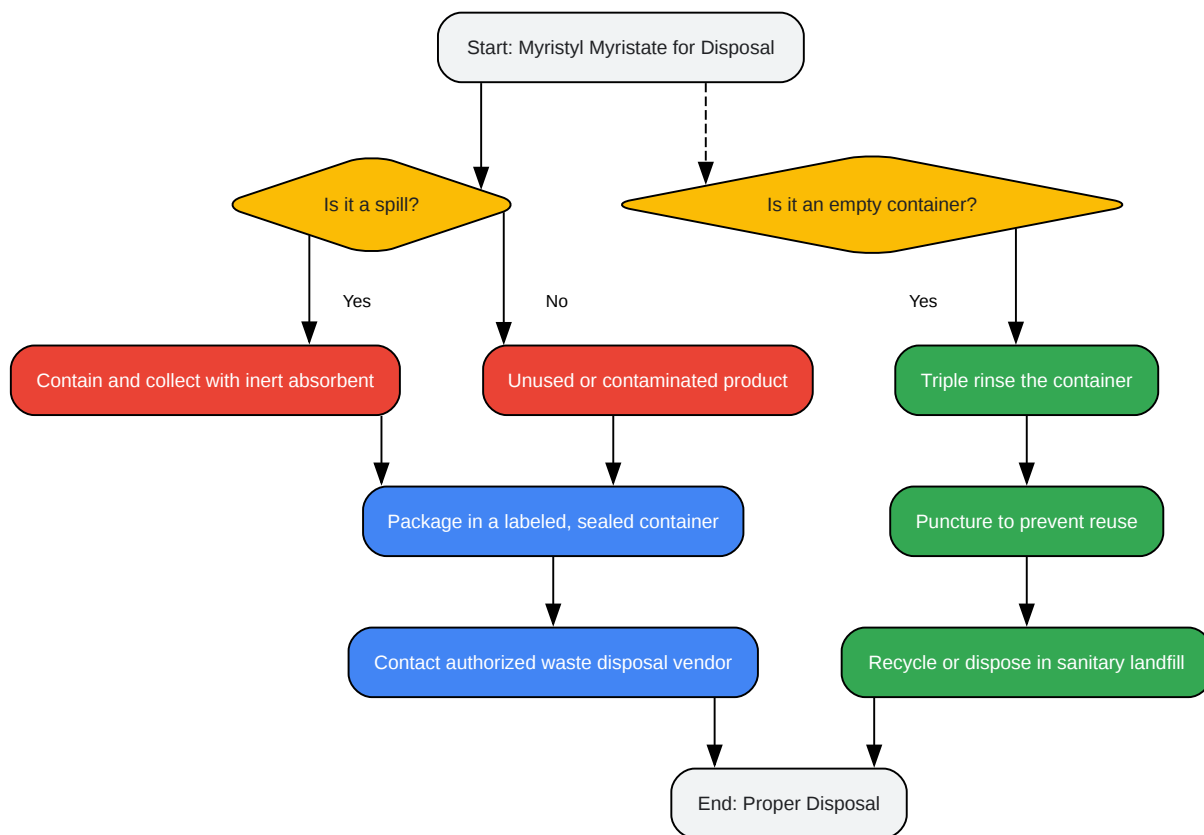 Start: Myristyl Myristate for Disposal
Is it a spill?
Is it an empty container?
Yes
No
Yes
Contain and collect with inert absorbent
Unused or contaminated product
Triple rinse the container
Package in a labeled, sealed container
Puncture to prevent reuse
Contact authorized waste disposal vendor
Recycle or dispose in sanitary landfill
End: Proper Disposal